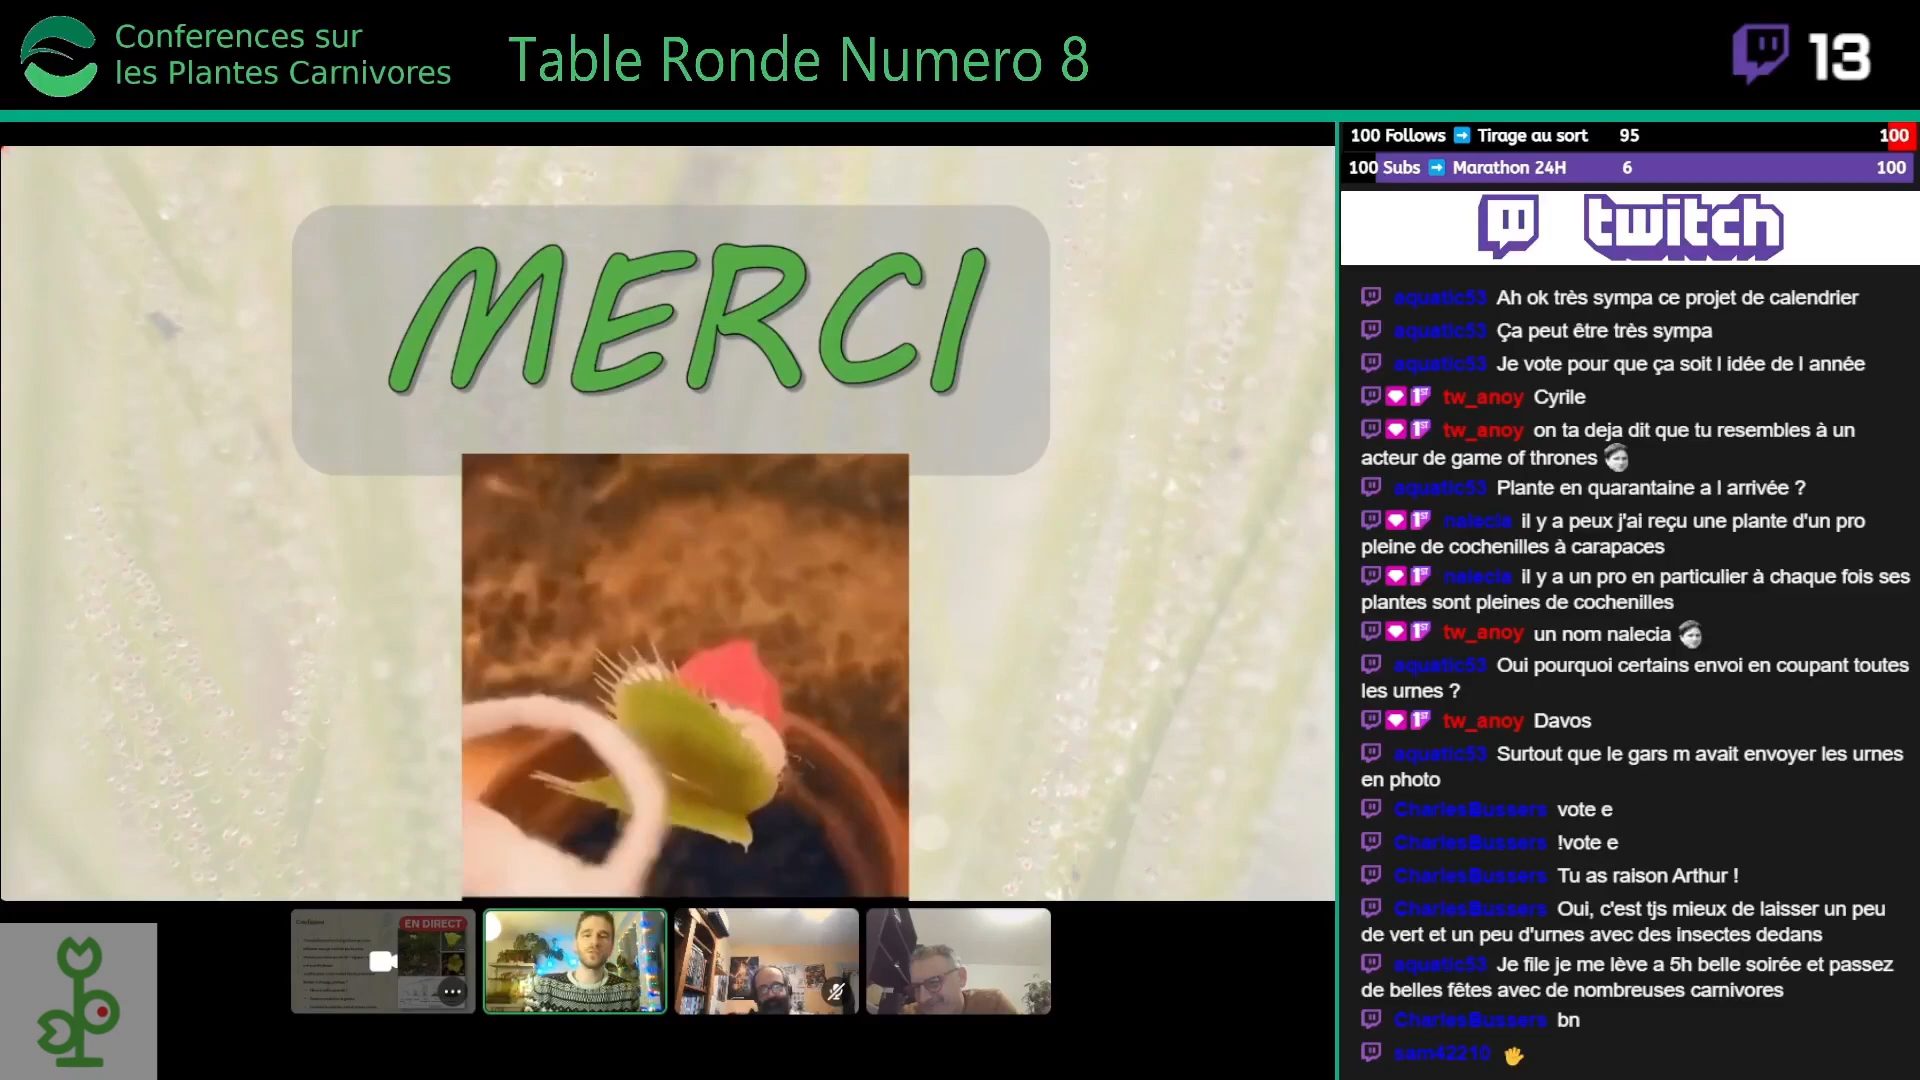 Conferences sur
les Plantes Carnivores
Table Ronde Numero 8
13
100 Follows ➡ Tirage au sort 95 100
100 Subs ➡ Marathon 24H 6 100
twitch
MERCI
aquatic53 Ah ok très sympa ce projet de calendrier
aquatic53 Ça peut être très sympa
aquatic53 Je vote pour que ça soit l idée de l année
1ST tw_anoy Cyrile
1ST tw_anoy on ta deja dit que tu resembles à un
acteur de game of thrones
aquatic53 Plante en quarantaine a l arrivée ?
1ST nalecia il y a peux j'ai reçu une plante d'un pro
pleine de cochenilles à carapaces
1ST nalecia il y a un pro en particulier à chaque fois ses
plantes sont pleines de cochenilles
1ST tw_anoy un nom nalecia
aquatic53 Oui pourquoi certains envoi en coupant toutes
les urnes ?
1ST tw_anoy Davos
aquatic53 Surtout que le gars m avait envoyer les urnes
en photo
CharlesBussers vote e
CharlesBussers !vote e
CharlesBussers Tu as raison Arthur !
CharlesBussers Oui, c'est tjs mieux de laisser un peu
de vert et un peu d'urnes avec des insectes dedans
aquatic53 Je file je me lève a 5h belle soirée et passez
de belles fêtes avec de nombreuses carnivores
CharlesBussers bn
sam42210 🖐
EN DIRECT